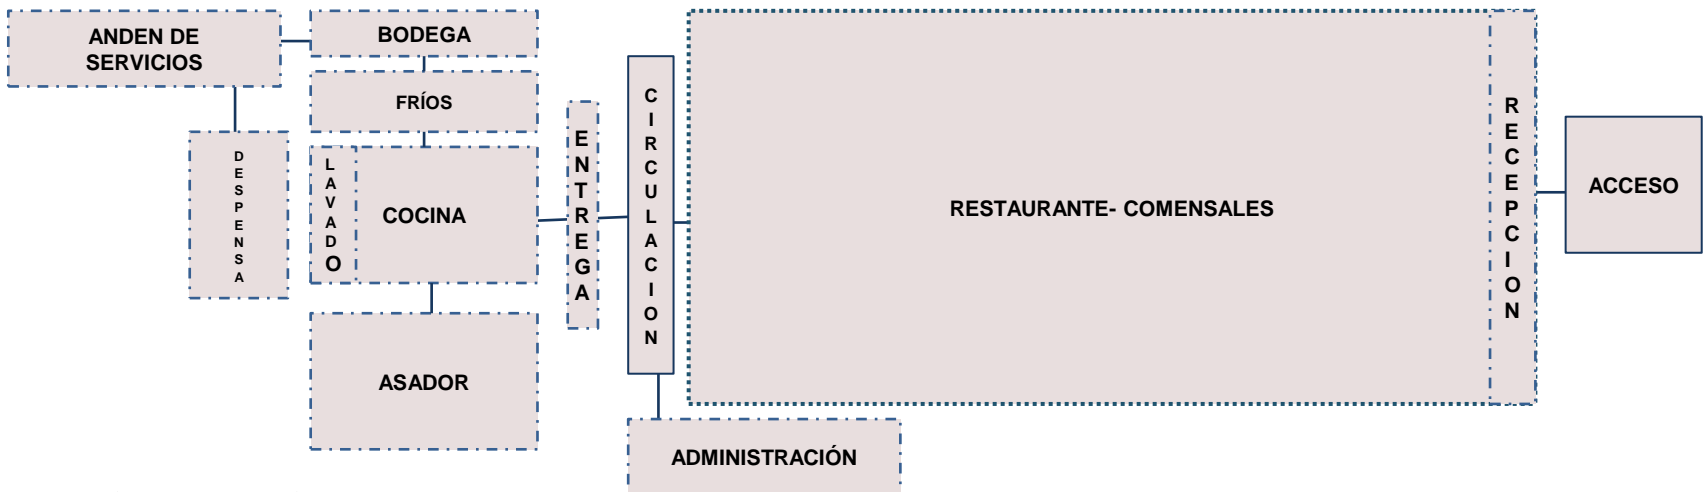 ANDEN DE
SERVICIOS
BODEGA
FRÍOS
DESPENSA
LAVADO
COCINA
ASADOR
ENTREGA
CIRCULACION
ADMINISTRACIÓN
RESTAURANTE- COMENSALES
RECEPCION
ACCESO